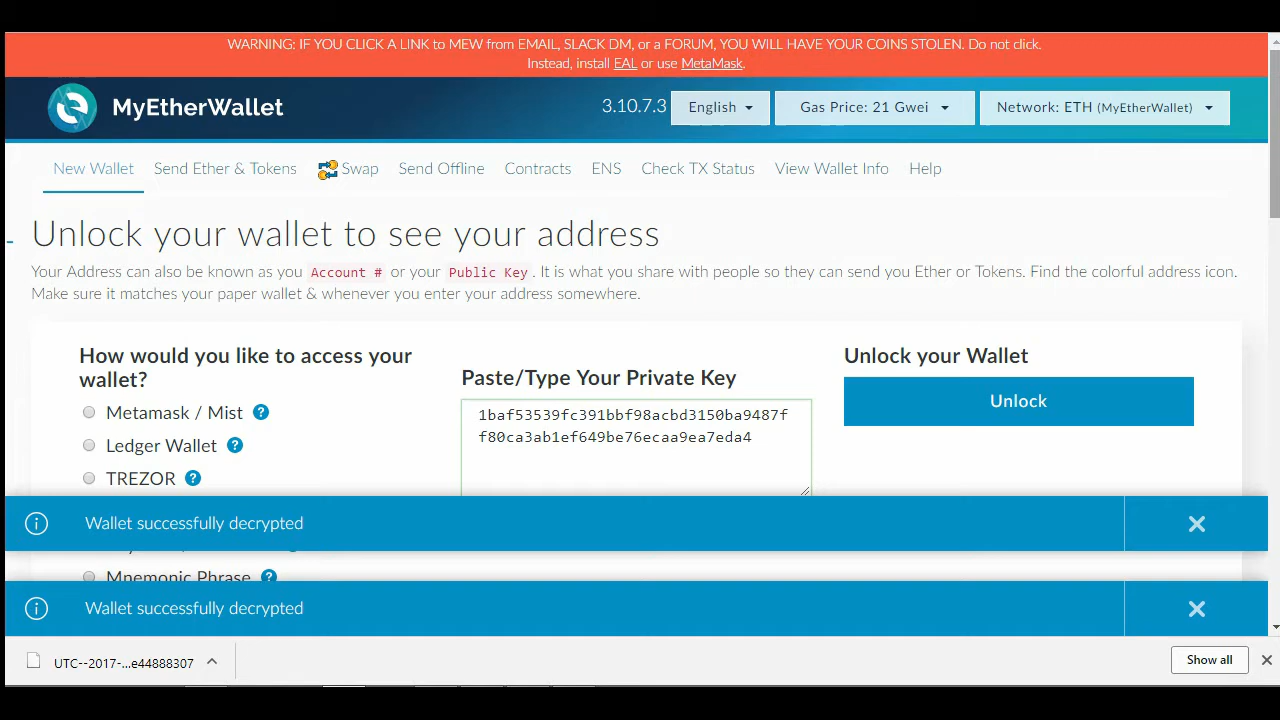 WARNING: IF YOU CLICK A LINK to MEW from EMAIL, SLACK DM, or a FORUM, YOU WILL HAVE YOUR COINS STOLEN. Do not click.
Instead, install EAL or use MetaMask.
MyEtherWallet 3.10.7.3 English Gas Price: 21 Gwei Network: ETH (MyEtherWallet)
New Wallet Send Ether & Tokens Swap Send Offline Contracts ENS Check TX Status View Wallet Info Help
Unlock your wallet to see your address
Your Address can also be known as you Account # or your Public Key. It is what you share with people so they can send you Ether or Tokens. Find the colorful address icon.
Make sure it matches your paper wallet & whenever you enter your address somewhere.
How would you like to access your
wallet?
Metamask / Mist ?
Ledger Wallet ?
TREZOR ?
Mnemonic Phrase ?
Paste/Type Your Private Key
1baf53539fc391bbf98acbd3150ba9487f
f80ca3ab1ef649be76ecaa9ea7eda4
Unlock your Wallet
Unlock
Wallet successfully decrypted
Wallet successfully decrypted
UTC--2017-...e44888307
Show all